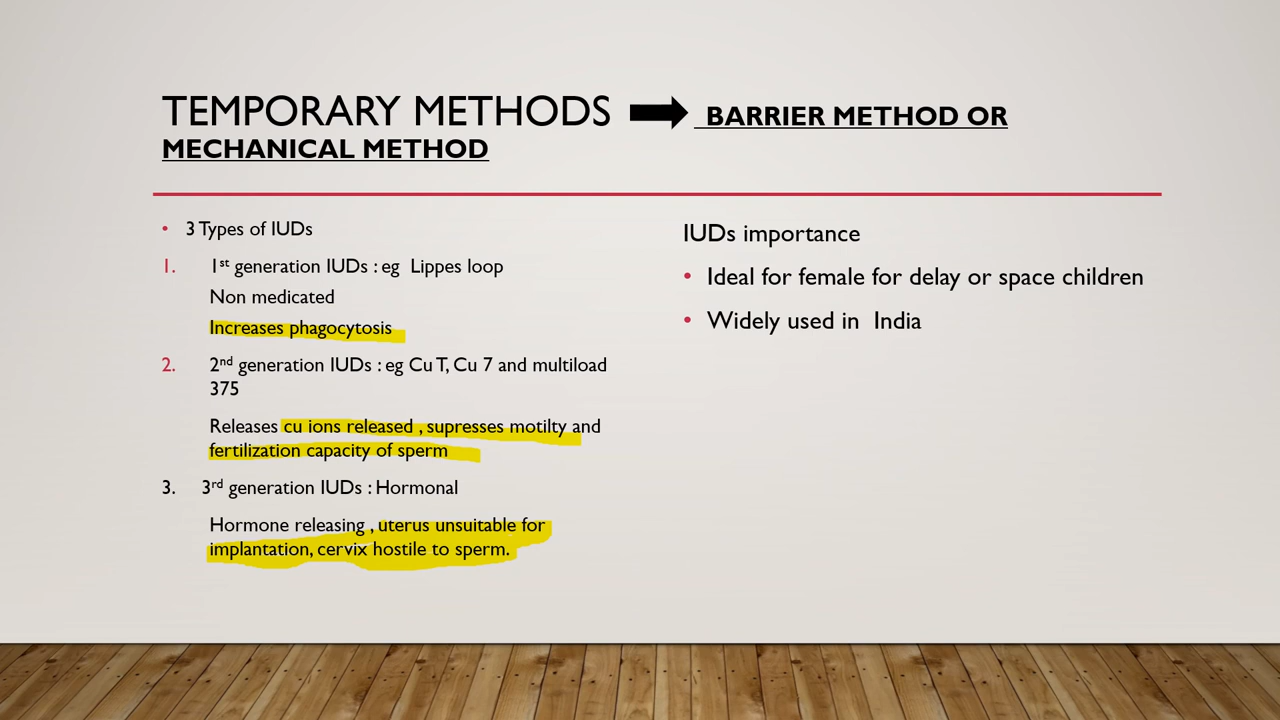 TEMPORARY METHODS BARRIER METHOD OR
MECHANICAL METHOD
• 3 Types of IUDs
1. 1st generation IUDs : eg Lippes loop
Non medicated
Increases phagocytosis
2. 2nd generation IUDs : eg Cu T, Cu 7 and multiload
375
Releases cu ions released , supresses motilty and
fertilization capacity of sperm
3. 3rd generation IUDs : Hormonal
Hormone releasing , uterus unsuitable for
implantation, cervix hostile to sperm.
IUDs importance
• Ideal for female for delay or space children
• Widely used in India